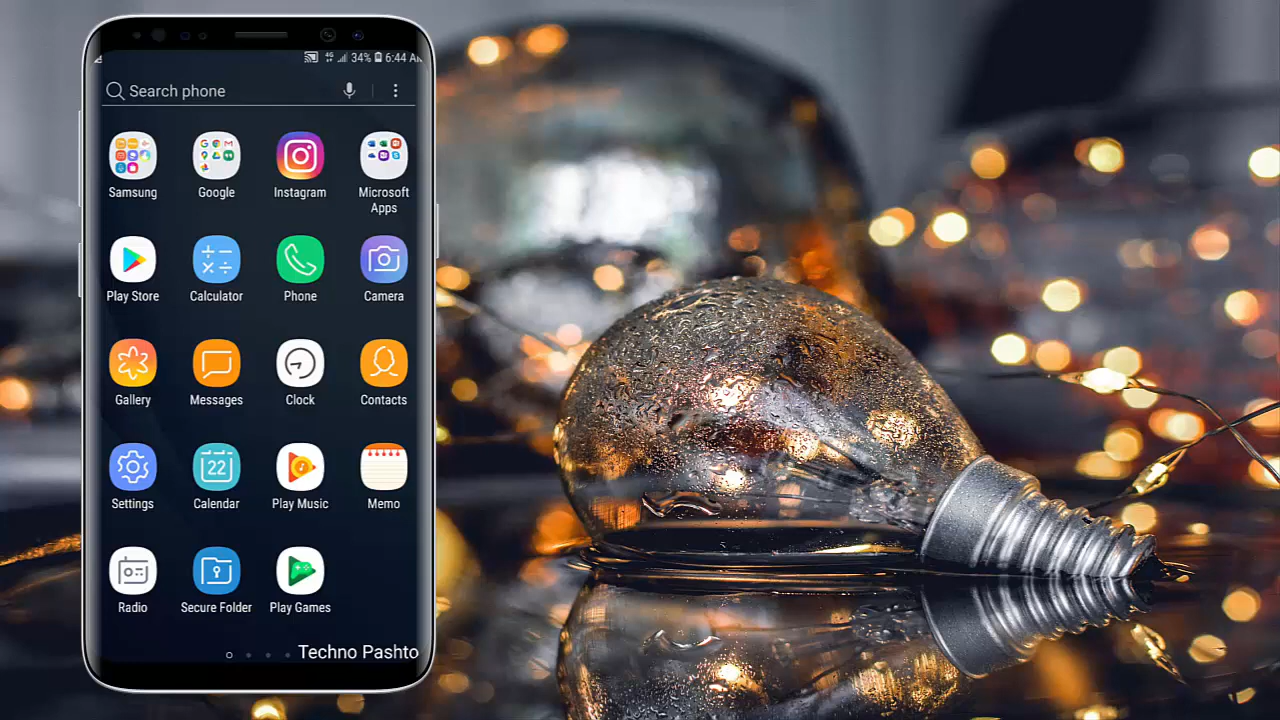 4G 34% 6:44 AM
Search phone
Samsung Google Instagram Microsoft Apps
Play Store Calculator Phone Camera
Gallery Messages Clock Contacts
22
Settings Calendar Play Music Memo
Radio Secure Folder Play Games
Techno Pashto